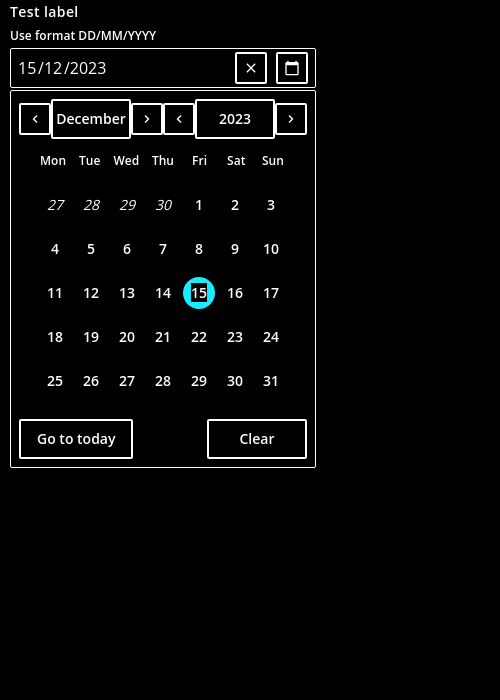 Test label
Use format DD/MM/YYYY
15/12/2023
December 2023
Mon Tue Wed Thu Fri Sat Sun
27 28 29 30 1 2 3
4 5 6 7 8 9 10
11 12 13 14 15 16 17
18 19 20 21 22 23 24
25 26 27 28 29 30 31
Go to today Clear